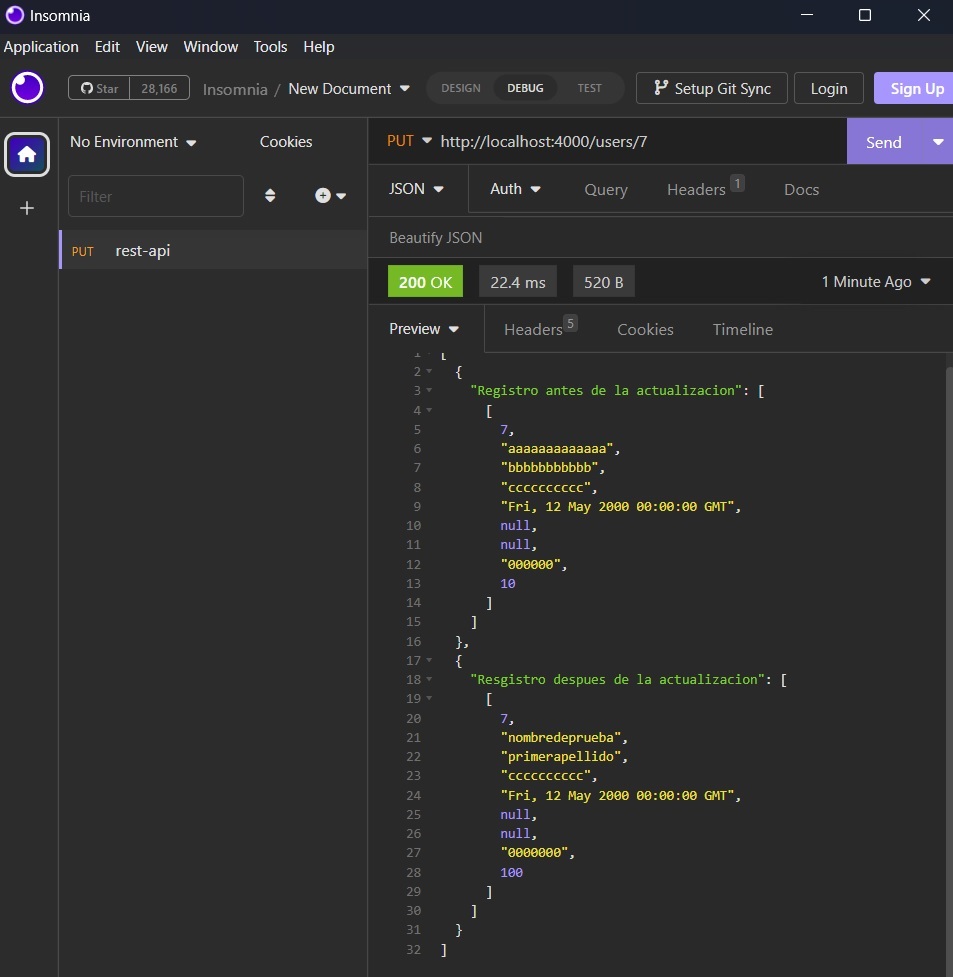 Insomnia
Application Edit View Window Tools Help
Star 28,166 Insomnia / New Document DESIGN DEBUG TEST Setup Git Sync Login Sign Up
No Environment Cookies PUT http://localhost:4000/users/7 Send
Filter JSON Auth Query Headers 1 Docs
Beautify JSON
PUT rest-api
200 OK 22.4 ms 520 B 1 Minute Ago
Preview Headers 5 Cookies Timeline
1 [
2 {
3 "Registro antes de la actualizacion": [
4 [
5 7,
6 "aaaaaaaaaaaaa",
7 "bbbbbbbbbbb",
8 "cccccccccc",
9 "Fri, 12 May 2000 00:00:00 GMT",
10 null,
11 null,
12 "000000",
13 10
14 ]
15 ]
16 },
17 {
18 "Resgistro despues de la actualizacion": [
19 [
20 7,
21 "nombredeprueba",
22 "primerapellido",
23 "cccccccccc",
24 "Fri, 12 May 2000 00:00:00 GMT",
25 null,
26 null,
27 "0000000",
28 100
29 ]
30 ]
31 }
32 ]